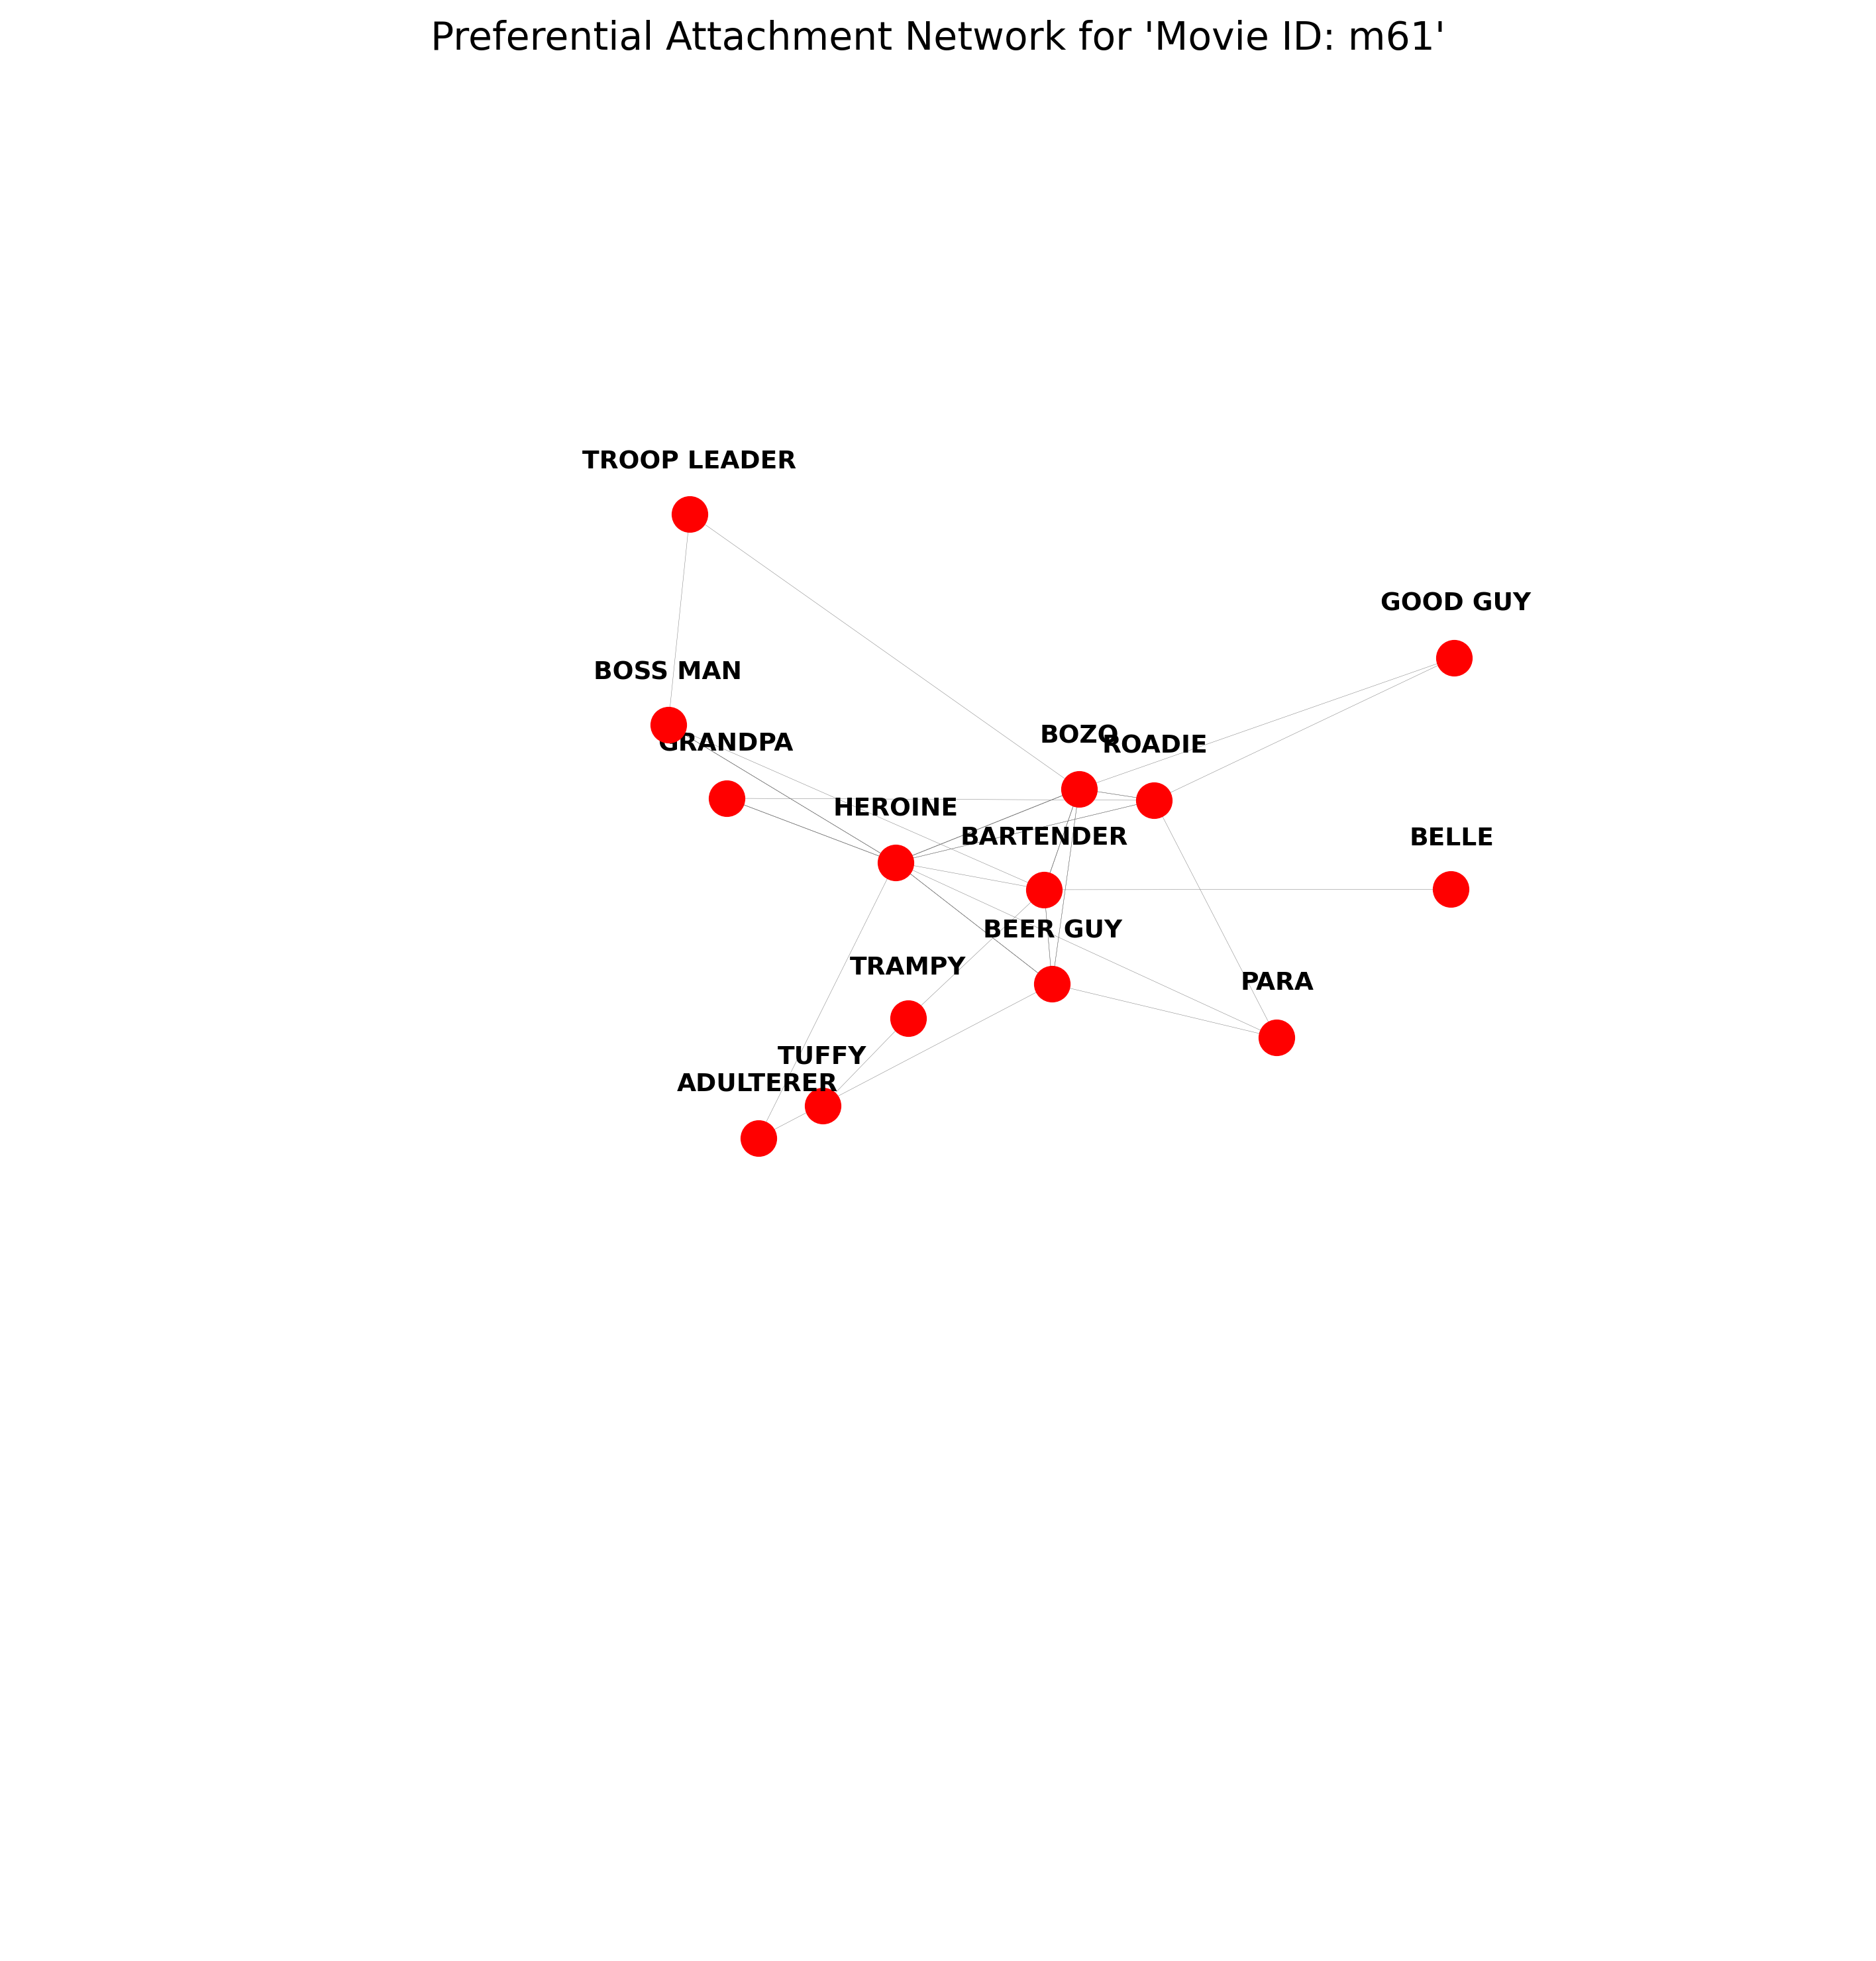 Preferential Attachment Network for 'Movie ID: m61'
TROOP LEADER
GOOD GUY
BOSS MAN
GRANDPA
BOZO
ROADIE
HEROINE
BARTENDER
BELLE
BEER GUY
TRAMPY
PARA
TUFFY
ADULTERER